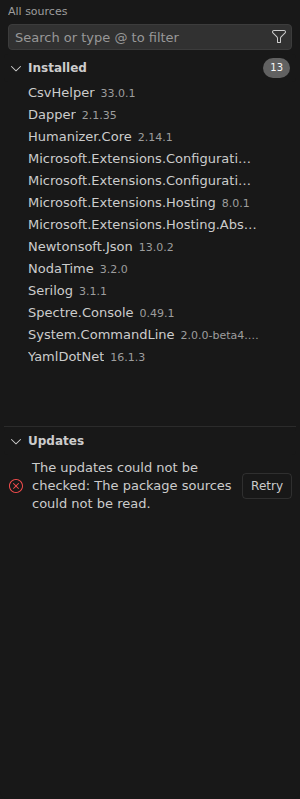 All sources
Search or type @ to filter
Installed 13
CsvHelper 33.0.1
Dapper 2.1.35
Humanizer.Core 2.14.1
Microsoft.Extensions.Configurati…
Microsoft.Extensions.Configurati…
Microsoft.Extensions.Hosting 8.0.1
Microsoft.Extensions.Hosting.Abs…
Newtonsoft.Json 13.0.2
NodaTime 3.2.0
Serilog 3.1.1
Spectre.Console 0.49.1
System.CommandLine 2.0.0-beta4.…
YamlDotNet 16.1.3
Updates
The updates could not be
checked: The package sources
could not be read.
Retry